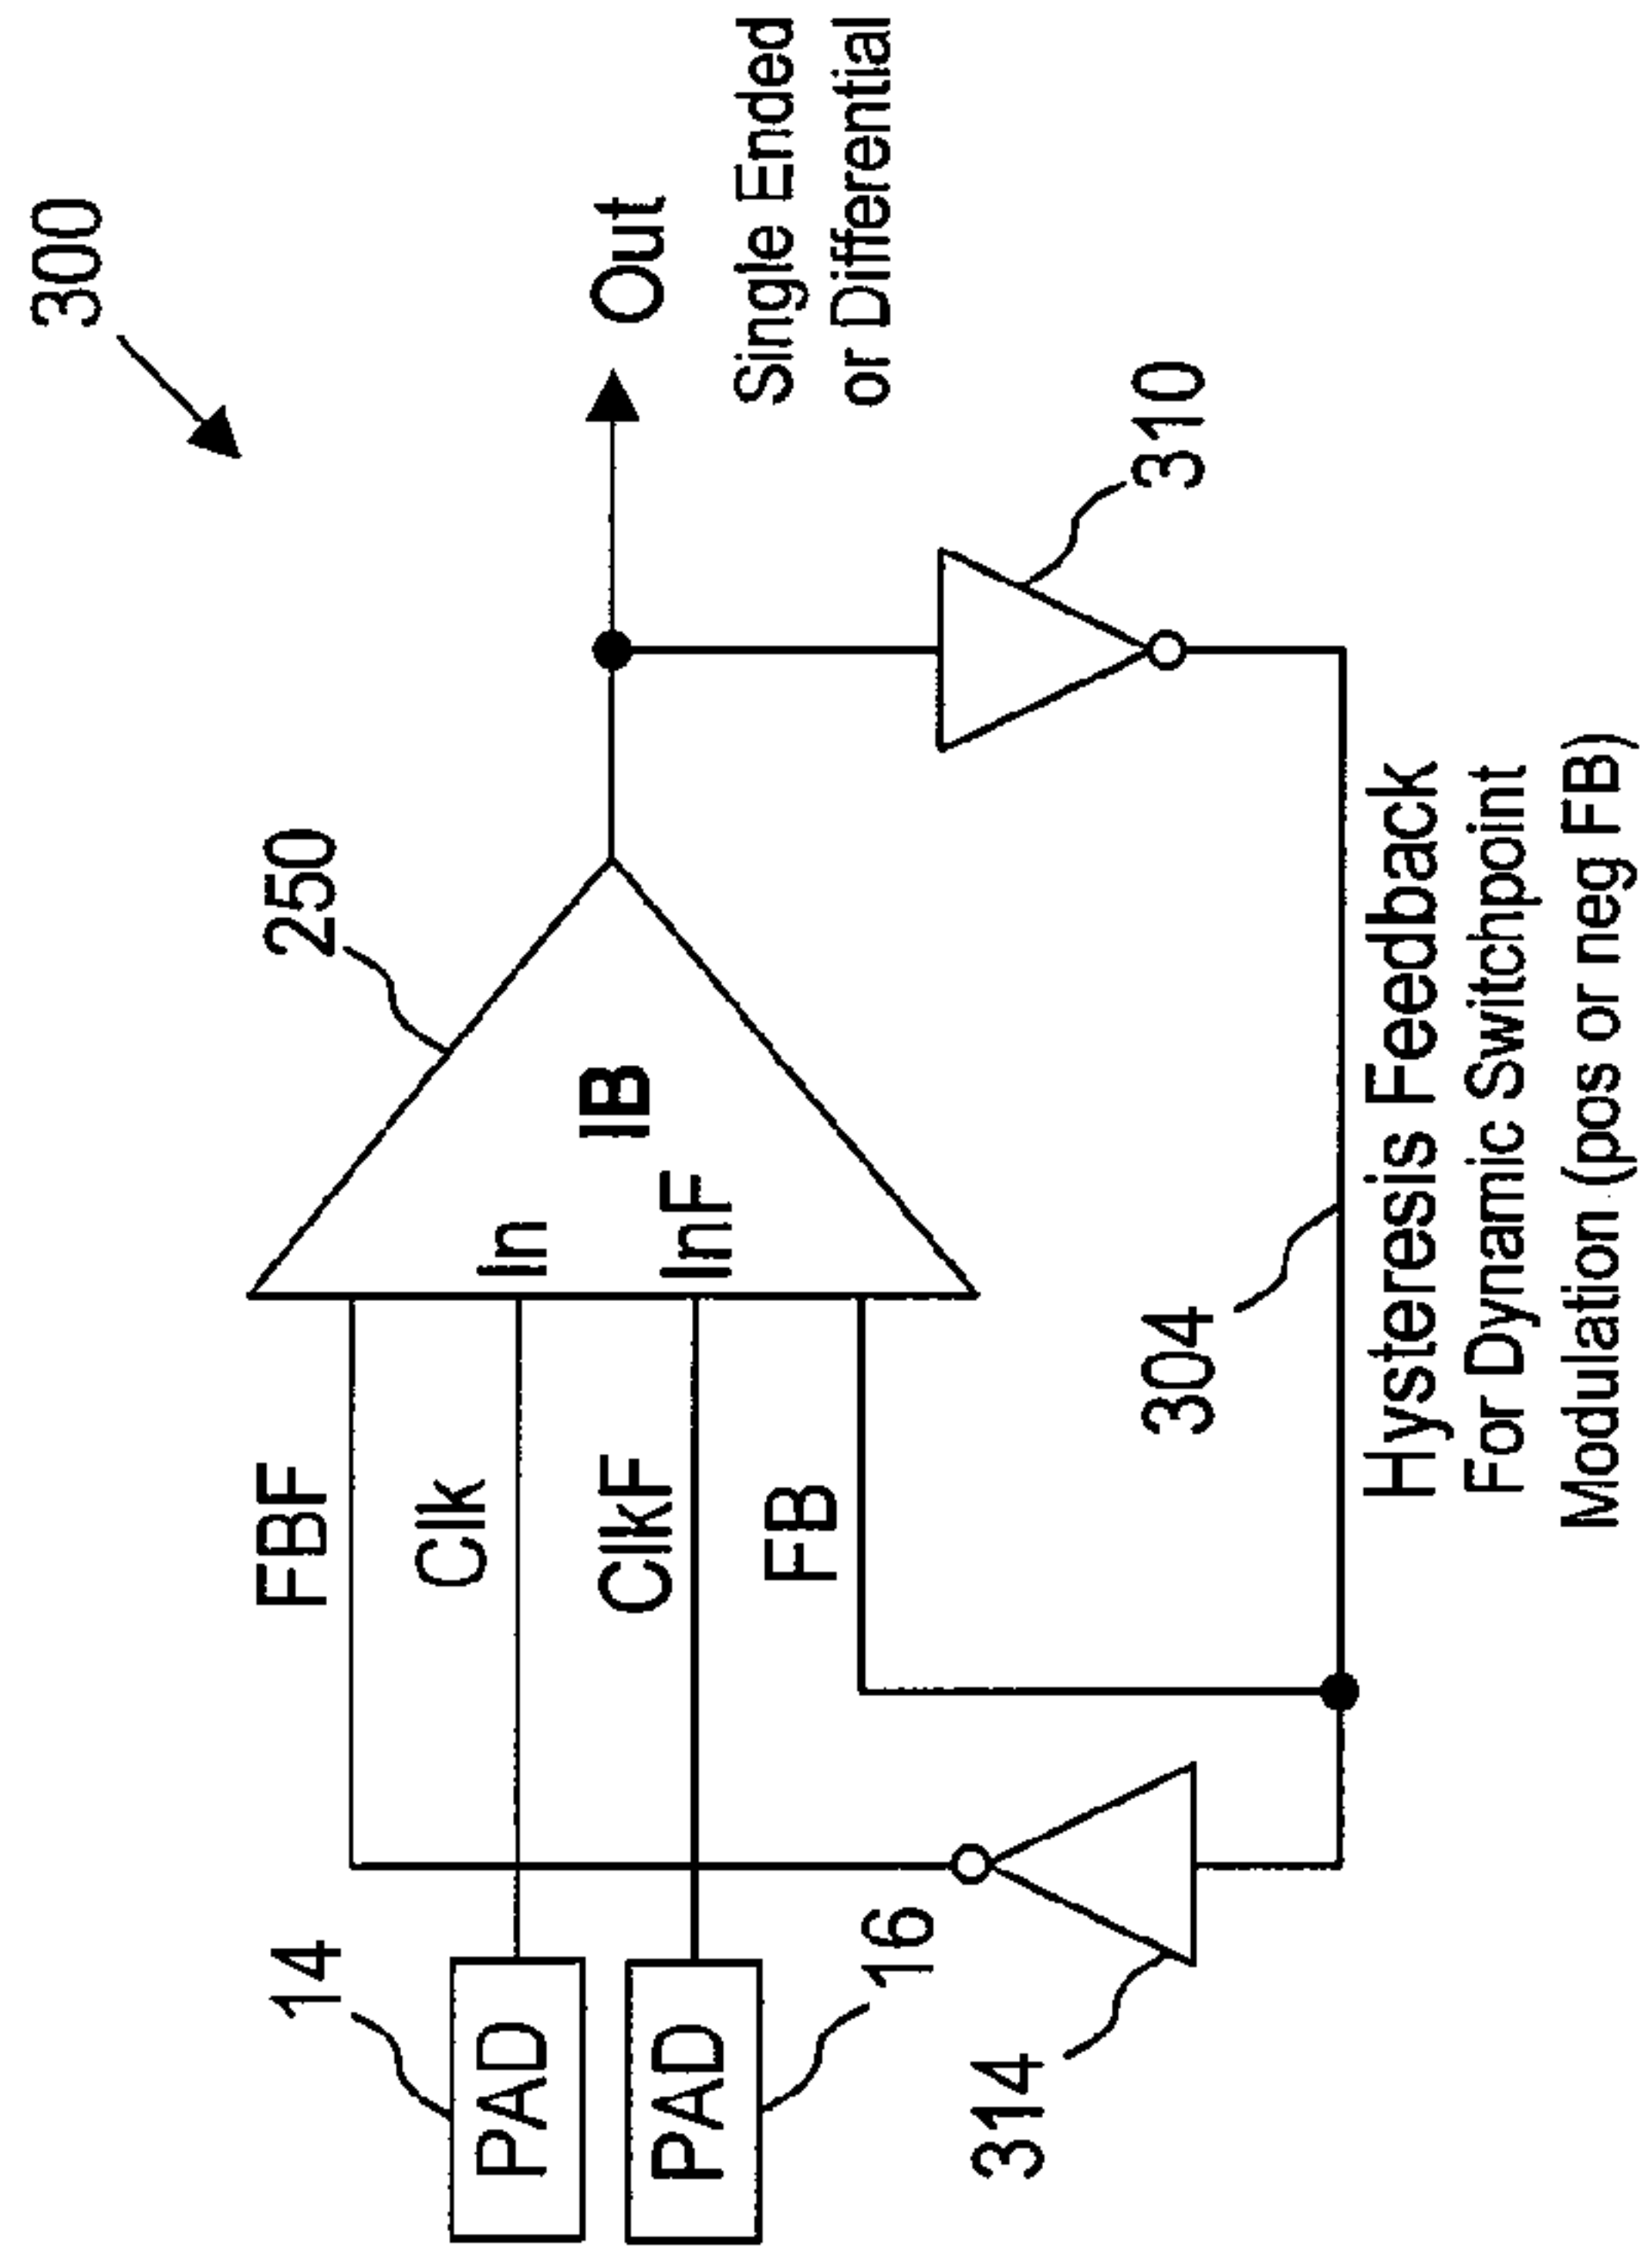 300
250
IB
In
InF
Out
Single Ended
or Differential
FBF
Clk
ClkF
FB
14
PAD
PAD
16
314
310
304
Hysteresis Feedback
For Dynamic Switchpoint
Modulation (pos or neg FB)